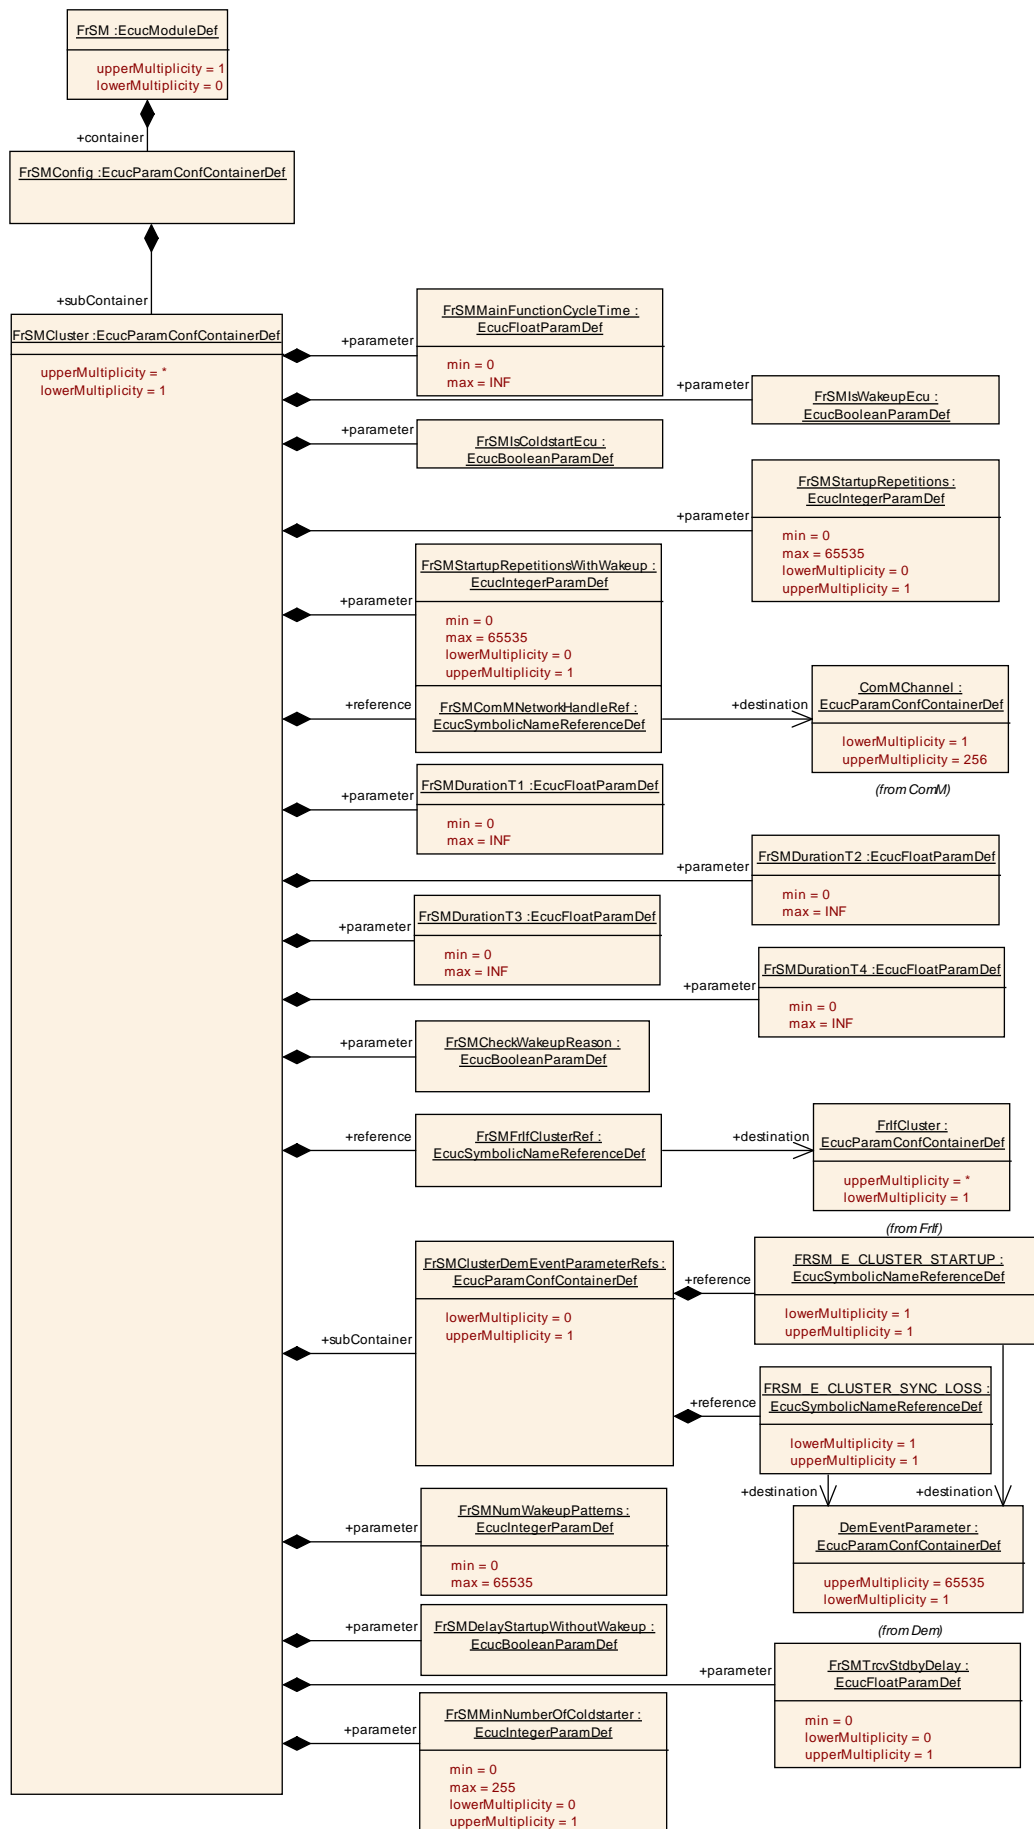 FrSM :EcucModuleDef
upperMultiplicity = 1
lowerMultiplicity = 0
+container
FrSMConfig :EcucParamConfContainerDef
+subContainer
FrSMCluster :EcucParamConfContainerDef
upperMultiplicity = *
lowerMultiplicity = 1
+parameter
FrSMMainFunctionCycleTime :
EcucFloatParamDef
min = 0
max = INF
+parameter
FrSMIsWakeupEcu :
EcucBooleanParamDef
+parameter
FrSMIsColdstartEcu :
EcucBooleanParamDef
+parameter
FrSMStartupRepetitions :
EcucIntegerParamDef
min = 0
max = 65535
lowerMultiplicity = 0
upperMultiplicity = 1
+parameter
FrSMStartupRepetitionsWithWakeup :
EcucIntegerParamDef
min = 0
max = 65535
lowerMultiplicity = 0
upperMultiplicity = 1
+reference
FrSMComMNetworkHandleRef :
EcucSymbolicNameReferenceDef
+destination
ComMChannel :
EcucParamConfContainerDef
lowerMultiplicity = 1
upperMultiplicity = 256
(from ComM)
+parameter
FrSMDurationT1 :EcucFloatParamDef
min = 0
max = INF
+parameter
FrSMDurationT2 :EcucFloatParamDef
min = 0
max = INF
+parameter
FrSMDurationT3 :EcucFloatParamDef
min = 0
max = INF
+parameter
FrSMDurationT4 :EcucFloatParamDef
min = 0
max = INF
+parameter
FrSMCheckWakeupReason :
EcucBooleanParamDef
+reference
FrSMFrIfClusterRef :
EcucSymbolicNameReferenceDef
+destination
FrIfCluster :
EcucParamConfContainerDef
upperMultiplicity = *
lowerMultiplicity = 1
(from FrIf)
+subContainer
FrSMClusterDemEventParameterRefs :
EcucParamConfContainerDef
lowerMultiplicity = 0
upperMultiplicity = 1
+reference
FRSM_E_CLUSTER_STARTUP :
EcucSymbolicNameReferenceDef
lowerMultiplicity = 1
upperMultiplicity = 1
+reference
FRSM_E_CLUSTER_SYNC_LOSS :
EcucSymbolicNameReferenceDef
lowerMultiplicity = 1
upperMultiplicity = 1
+destination
+destination
DemEventParameter :
EcucParamConfContainerDef
upperMultiplicity = 65535
lowerMultiplicity = 1
(from Dem)
+parameter
FrSMNumWakeupPatterns :
EcucIntegerParamDef
min = 0
max = 65535
+parameter
FrSMDelayStartupWithoutWakeup :
EcucBooleanParamDef
+parameter
FrSMTrcvStdbyDelay :
EcucFloatParamDef
min = 0
lowerMultiplicity = 0
upperMultiplicity = 1
+parameter
FrSMMinNumberOfColdstarter :
EcucIntegerParamDef
min = 0
max = 255
lowerMultiplicity = 0
upperMultiplicity = 1